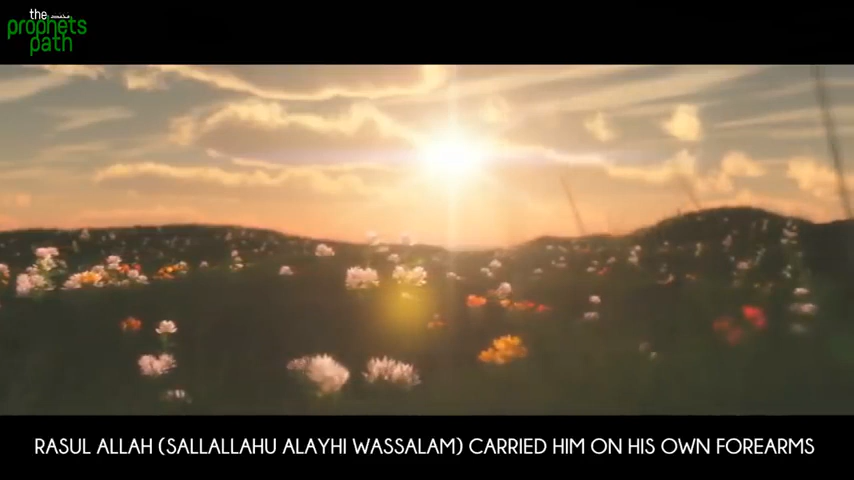 the
prophets
path
RASUL ALLAH (SALLALLAHU ALAYHI WASSALAM) CARRIED HIM ON HIS OWN FOREARMS